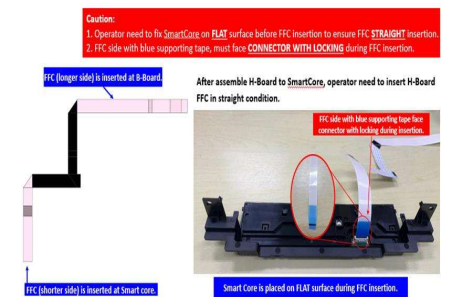 Caution:
1. Operator need to fix SmartCore on FLAT surface before FFC insertion to ensure FFC STRAIGHT insertion.
2. FFC side with blue supporting tape, must face CONNECTOR WITH LOCKING during FFC insertion.
FFC (longer side) is inserted at B-Board.
After assemble H-Board to SmartCore, operator need to insert H-Board
FFC in straight condition.
FFC side with blue supporting tape face
connector with locking during insertion.
FFC (shorter side) is inserted at Smart core.
Smart Core is placed on FLAT surface during FFC insertion.